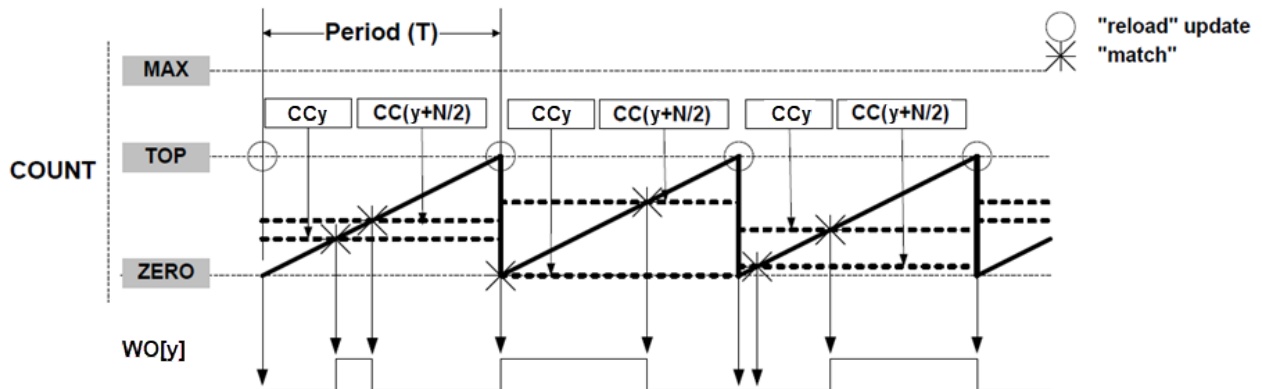 Period (T)
"reload" update
"match"
MAX
CCy
CC(y+N/2)
CCy
CC(y+N/2)
CCy
CC(y+N/2)
COUNT
TOP
ZERO
WO[y]